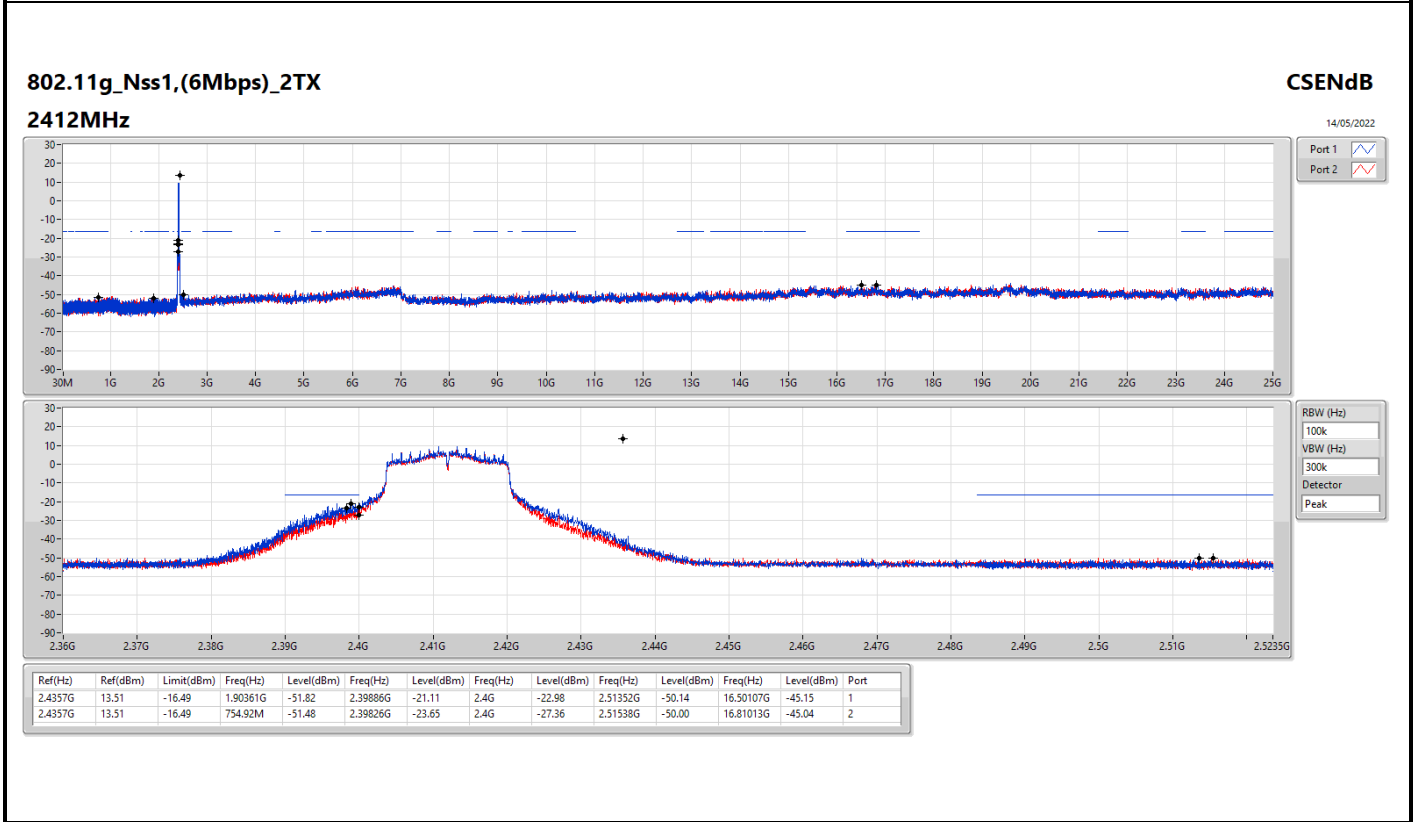 802.11g_Nss1,(6Mbps)_2TX
CSENdB
2412MHz
14/05/2022
30
20
10
0
-10
-20
-30
-40
-50
-60
-70
-80
-90
30M 1G 2G 3G 4G 5G 6G 7G 8G 9G 10G 11G 12G 13G 14G 15G 16G 17G 18G 19G 20G 21G 22G 23G 24G 25G
Port 1
Port 2
30
20
10
0
-10
-20
-30
-40
-50
-60
-70
-80
-90
2.36G 2.37G 2.38G 2.39G 2.4G 2.41G 2.42G 2.43G 2.44G 2.45G 2.46G 2.47G 2.48G 2.49G 2.5G 2.51G 2.5235G
RBW (Hz)
100k
VBW (Hz)
300k
Detector
Peak
Ref(Hz) Ref(dBm) Limit(dBm) Freq(Hz) Level(dBm) Freq(Hz) Level(dBm) Freq(Hz) Level(dBm) Freq(Hz) Level(dBm) Freq(Hz) Level(dBm) Port
2.4357G 13.51 -16.49 1.90361G -51.82 2.39886G -21.11 2.4G -22.98 2.51352G -50.14 16.50107G -45.15 1
2.4357G 13.51 -16.49 754.92M -51.48 2.39826G -23.65 2.4G -27.36 2.51538G -50.00 16.81013G -45.04 2